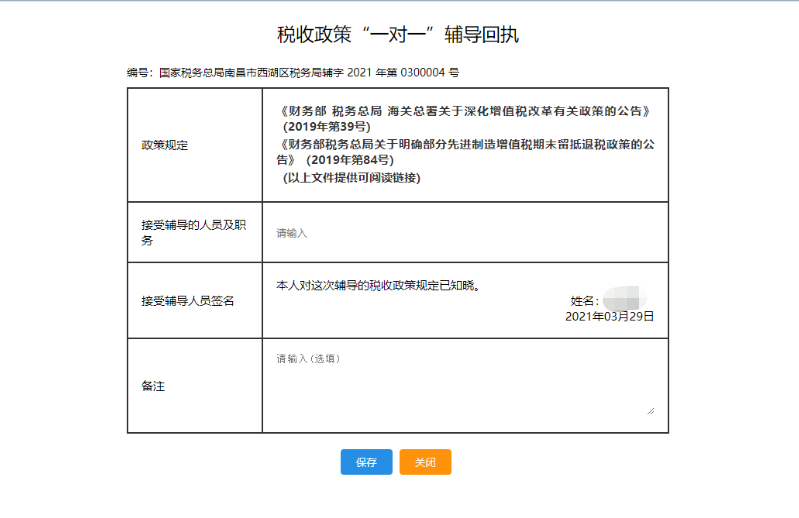 税收政策“一对一”辅导回执
编号：国家税务总局南昌市西湖区税务局辅字 2021 年第 0300004 号
政策规定
《财务部 税务总局 海关总署关于深化增值税改革有关政策的公告》
（2019年第39号)
《财务部税务总局关于明确部分先进制造增值税期末留抵退税政策的公
告》（2019年第84号)
（以上文件提供可阅读链接）
接受辅导的人员及职
务
请输入
接受辅导人员签名
本人对这次辅导的税收政策规定已知晓。
姓名：
2021年03月29日
备注
请输入(选填)
保存
关闭